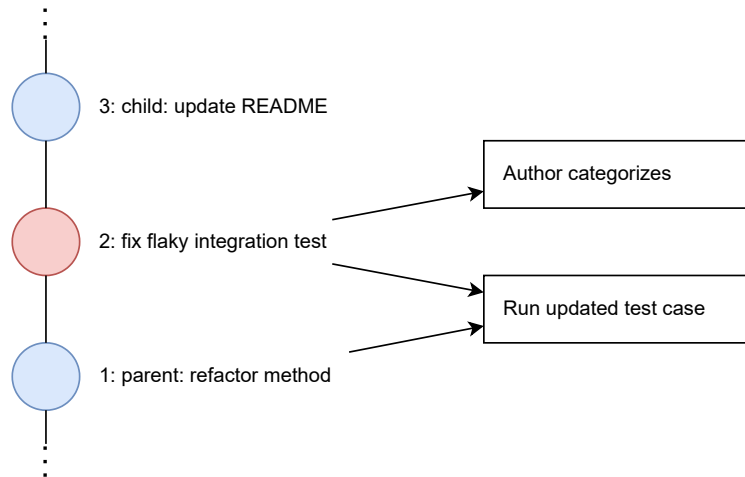 3: child: update README
Author categorizes
2: fix flaky integration test
Run updated test case
1: parent: refactor method